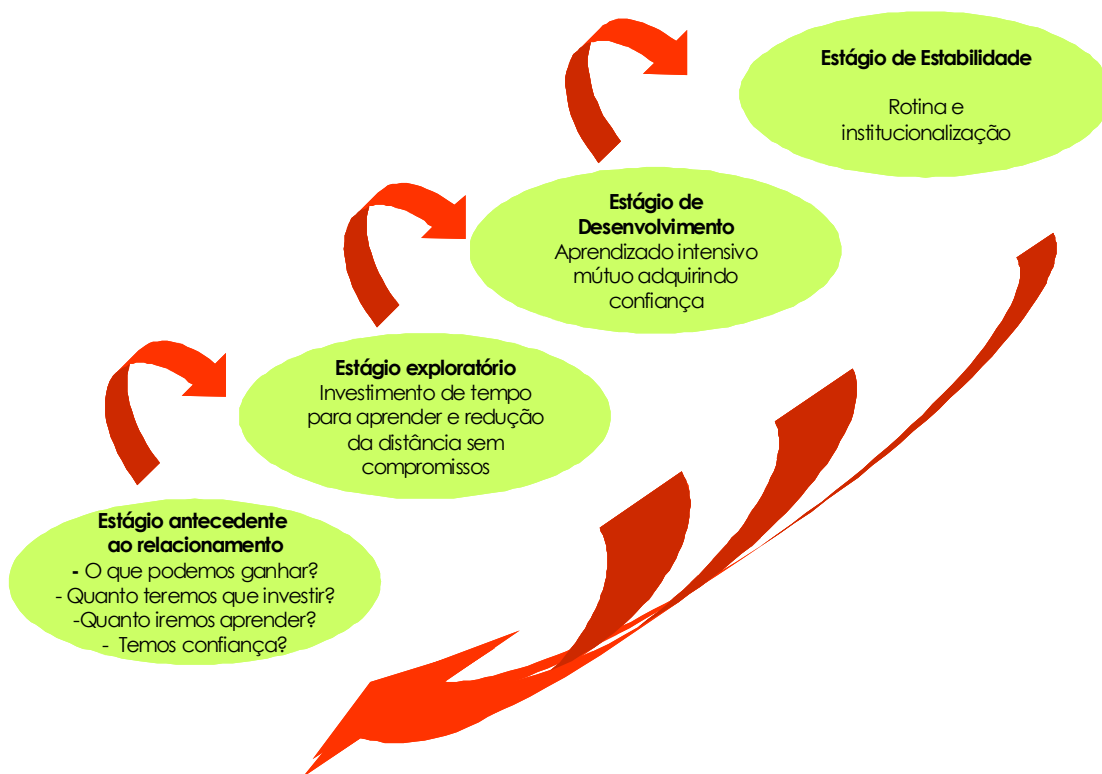 Estágio de Estabilidade
Rotina e
institucionalização
Estágio de
Desenvolvimento
Aprendizado intensivo
mútuo adquirindo
confiança
Estágio exploratório
Investimento de tempo
para aprender e redução
da distância sem
compromissos
Estágio antecedente
ao relacionamento
- O que podemos ganhar?
- Quanto teremos que investir?
-Quanto iremos aprender?
- Temos confiança?